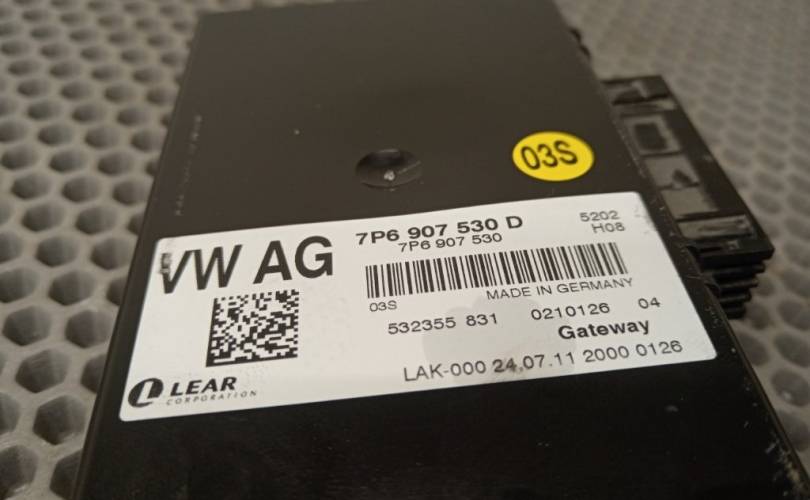 03S
VW AG
7P6 907 530 D
7P6 907 530
5202
H08
03S
MADE IN GERMANY
532355 831
0210126 04
Gateway
LAK-000 24.07.11 2000 0126
LEAR
CORPORATION